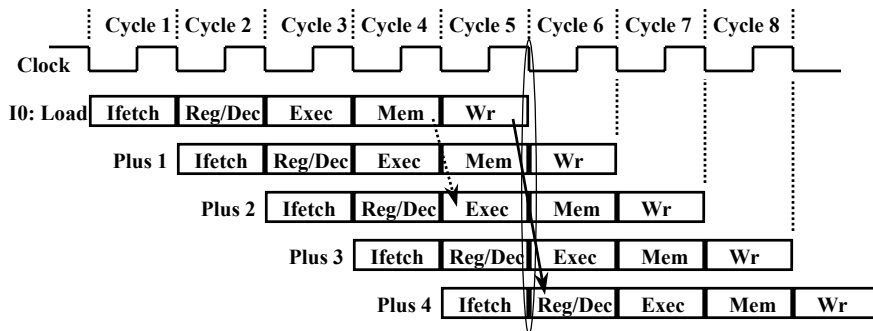 Cycle 1 Cycle 2 Cycle 3 Cycle 4 Cycle 5 Cycle 6 Cycle 7 Cycle 8
Clock
I0: Load Ifetch Reg/Dec Exec Mem Wr
Plus 1 Ifetch Reg/Dec Exec Mem Wr
Plus 2 Ifetch Reg/Dec Exec Mem Wr
Plus 3 Ifetch Reg/Dec Exec Mem Wr
Plus 4 Ifetch Reg/Dec Exec Mem Wr